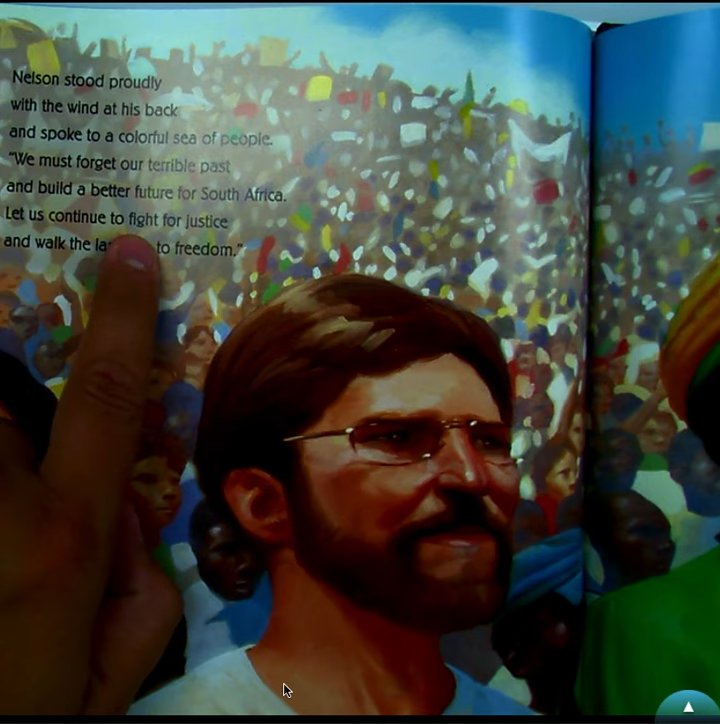 Nelson stood proudly
with the wind at his back
and spoke to a colorful sea of people.
"We must forget our terrible past
and build a better future for South Africa.
Let us continue to fight for justice
and walk the to freedom."